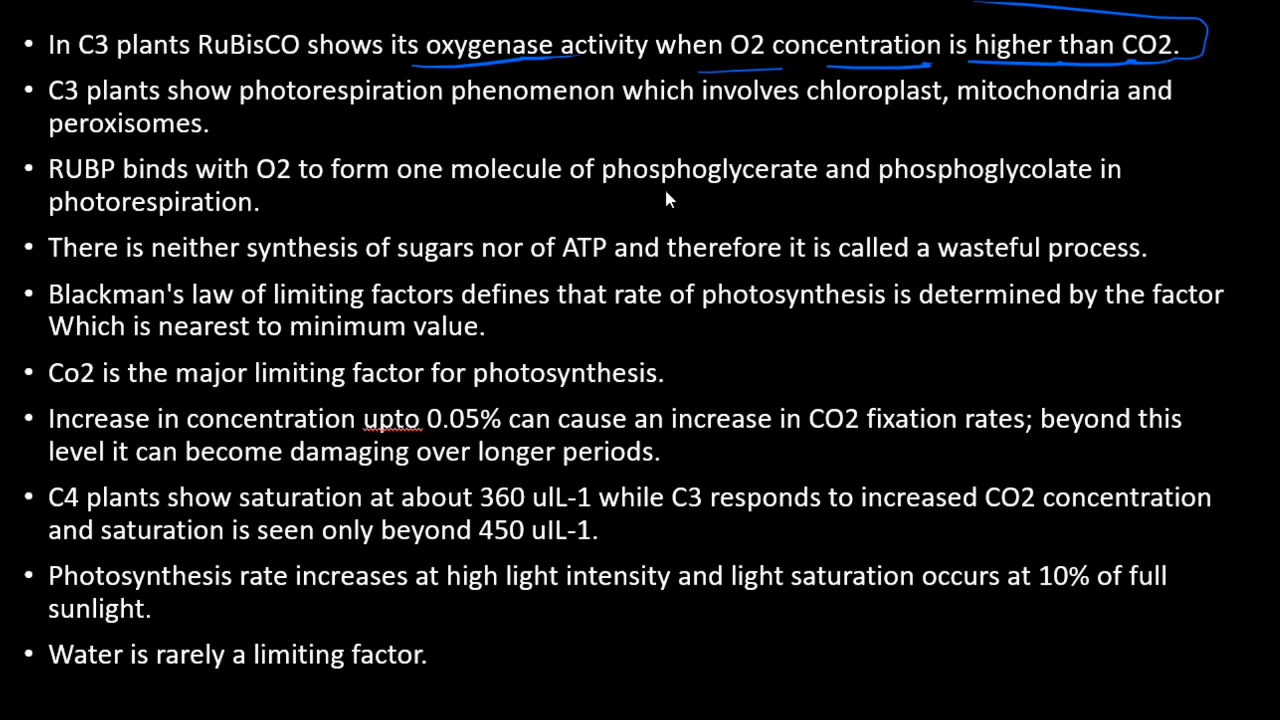 • In C3 plants RuBisCO shows its oxygenase activity when O2 concentration is higher than CO2.
• C3 plants show photorespiration phenomenon which involves chloroplast, mitochondria and
peroxisomes.
• RUBP binds with O2 to form one molecule of phosphoglycerate and phosphoglycolate in
photorespiration.
• There is neither synthesis of sugars nor of ATP and therefore it is called a wasteful process.
• Blackman's law of limiting factors defines that rate of photosynthesis is determined by the factor
Which is nearest to minimum value.
• Co2 is the major limiting factor for photosynthesis.
• Increase in concentration upto 0.05% can cause an increase in CO2 fixation rates; beyond this
level it can become damaging over longer periods.
• C4 plants show saturation at about 360 ulL-1 while C3 responds to increased CO2 concentration
and saturation is seen only beyond 450 ulL-1.
• Photosynthesis rate increases at high light intensity and light saturation occurs at 10% of full
sunlight.
• Water is rarely a limiting factor.